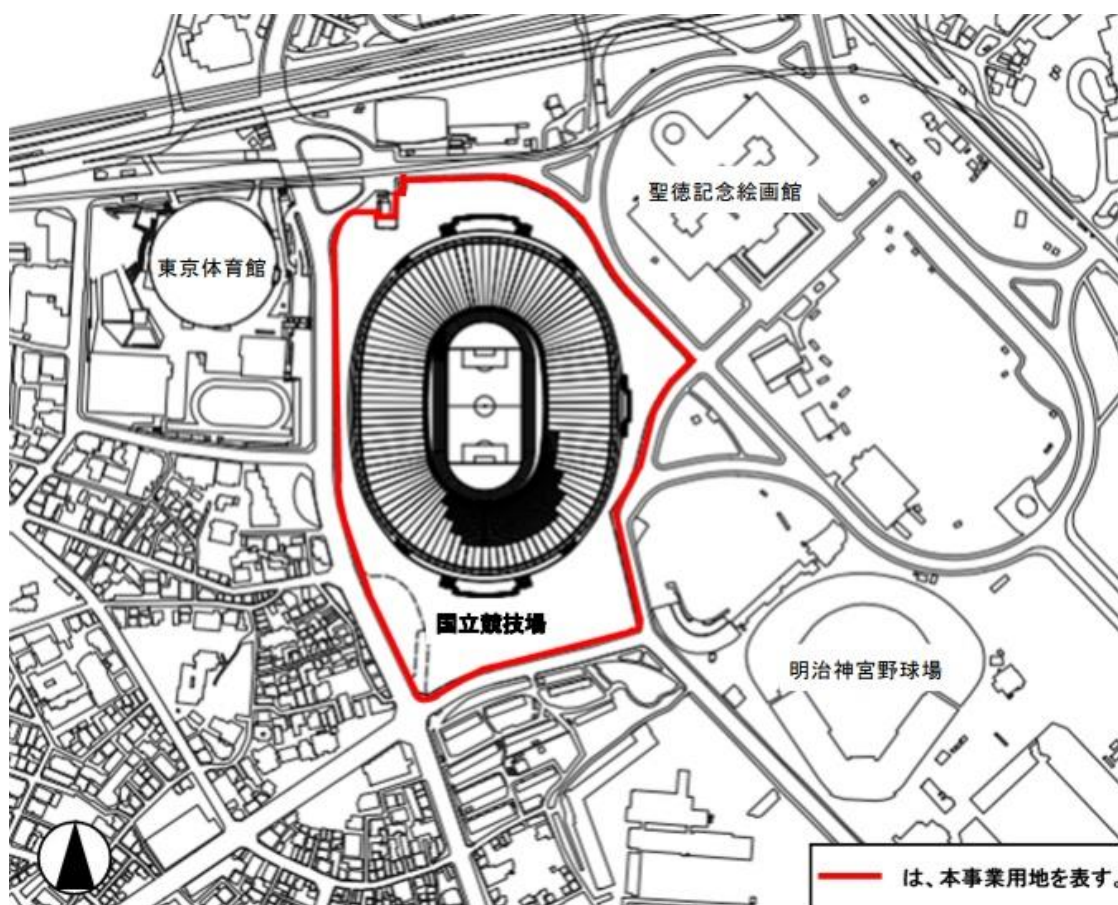 聖徳記念絵画館
東京体育館
国立競技場
明治神宮野球場
は、本事業用地を表す。